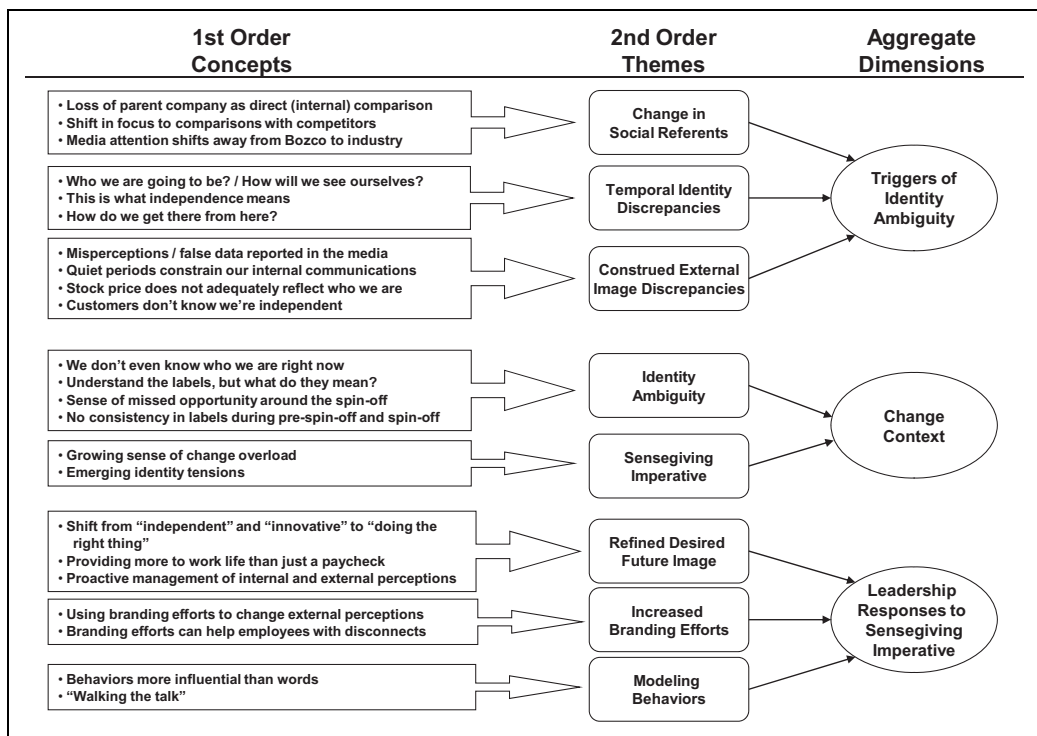 1st Order
Concepts
2nd Order
Themes
Aggregate
Dimensions
• Loss of parent company as direct (internal) comparison
• Shift in focus to comparisons with competitors
• Media attention shifts away from Bozco to industry
Change in
Social Referents
• Who we are going to be? / How will we see ourselves?
• This is what independence means
• How do we get there from here?
Temporal Identity
Discrepancies
• Misperceptions / false data reported in the media
• Quiet periods constrain our internal communications
• Stock price does not adequately reflect who we are
• Customers don’t know we’re independent
Construed External
Image Discrepancies
Triggers of
Identity
Ambiguity
• We don’t even know who we are right now
• Understand the labels, but what do they mean?
• Sense of missed opportunity around the spin-off
• No consistency in labels during pre-spin-off and spin-off
Identity
Ambiguity
• Growing sense of change overload
• Emerging identity tensions
Sensegiving
Imperative
Change
Context
• Shift from “independent” and “innovative” to “doing the
right thing”
• Providing more to work life than just a paycheck
• Proactive management of internal and external perceptions
Refined Desired
Future Image
• Using branding efforts to change external perceptions
• Branding efforts can help employees with disconnects
Increased
Branding Efforts
• Behaviors more influential than words
• “Walking the talk”
Modeling
Behaviors
Leadership
Responses to
Sensegiving
Imperative